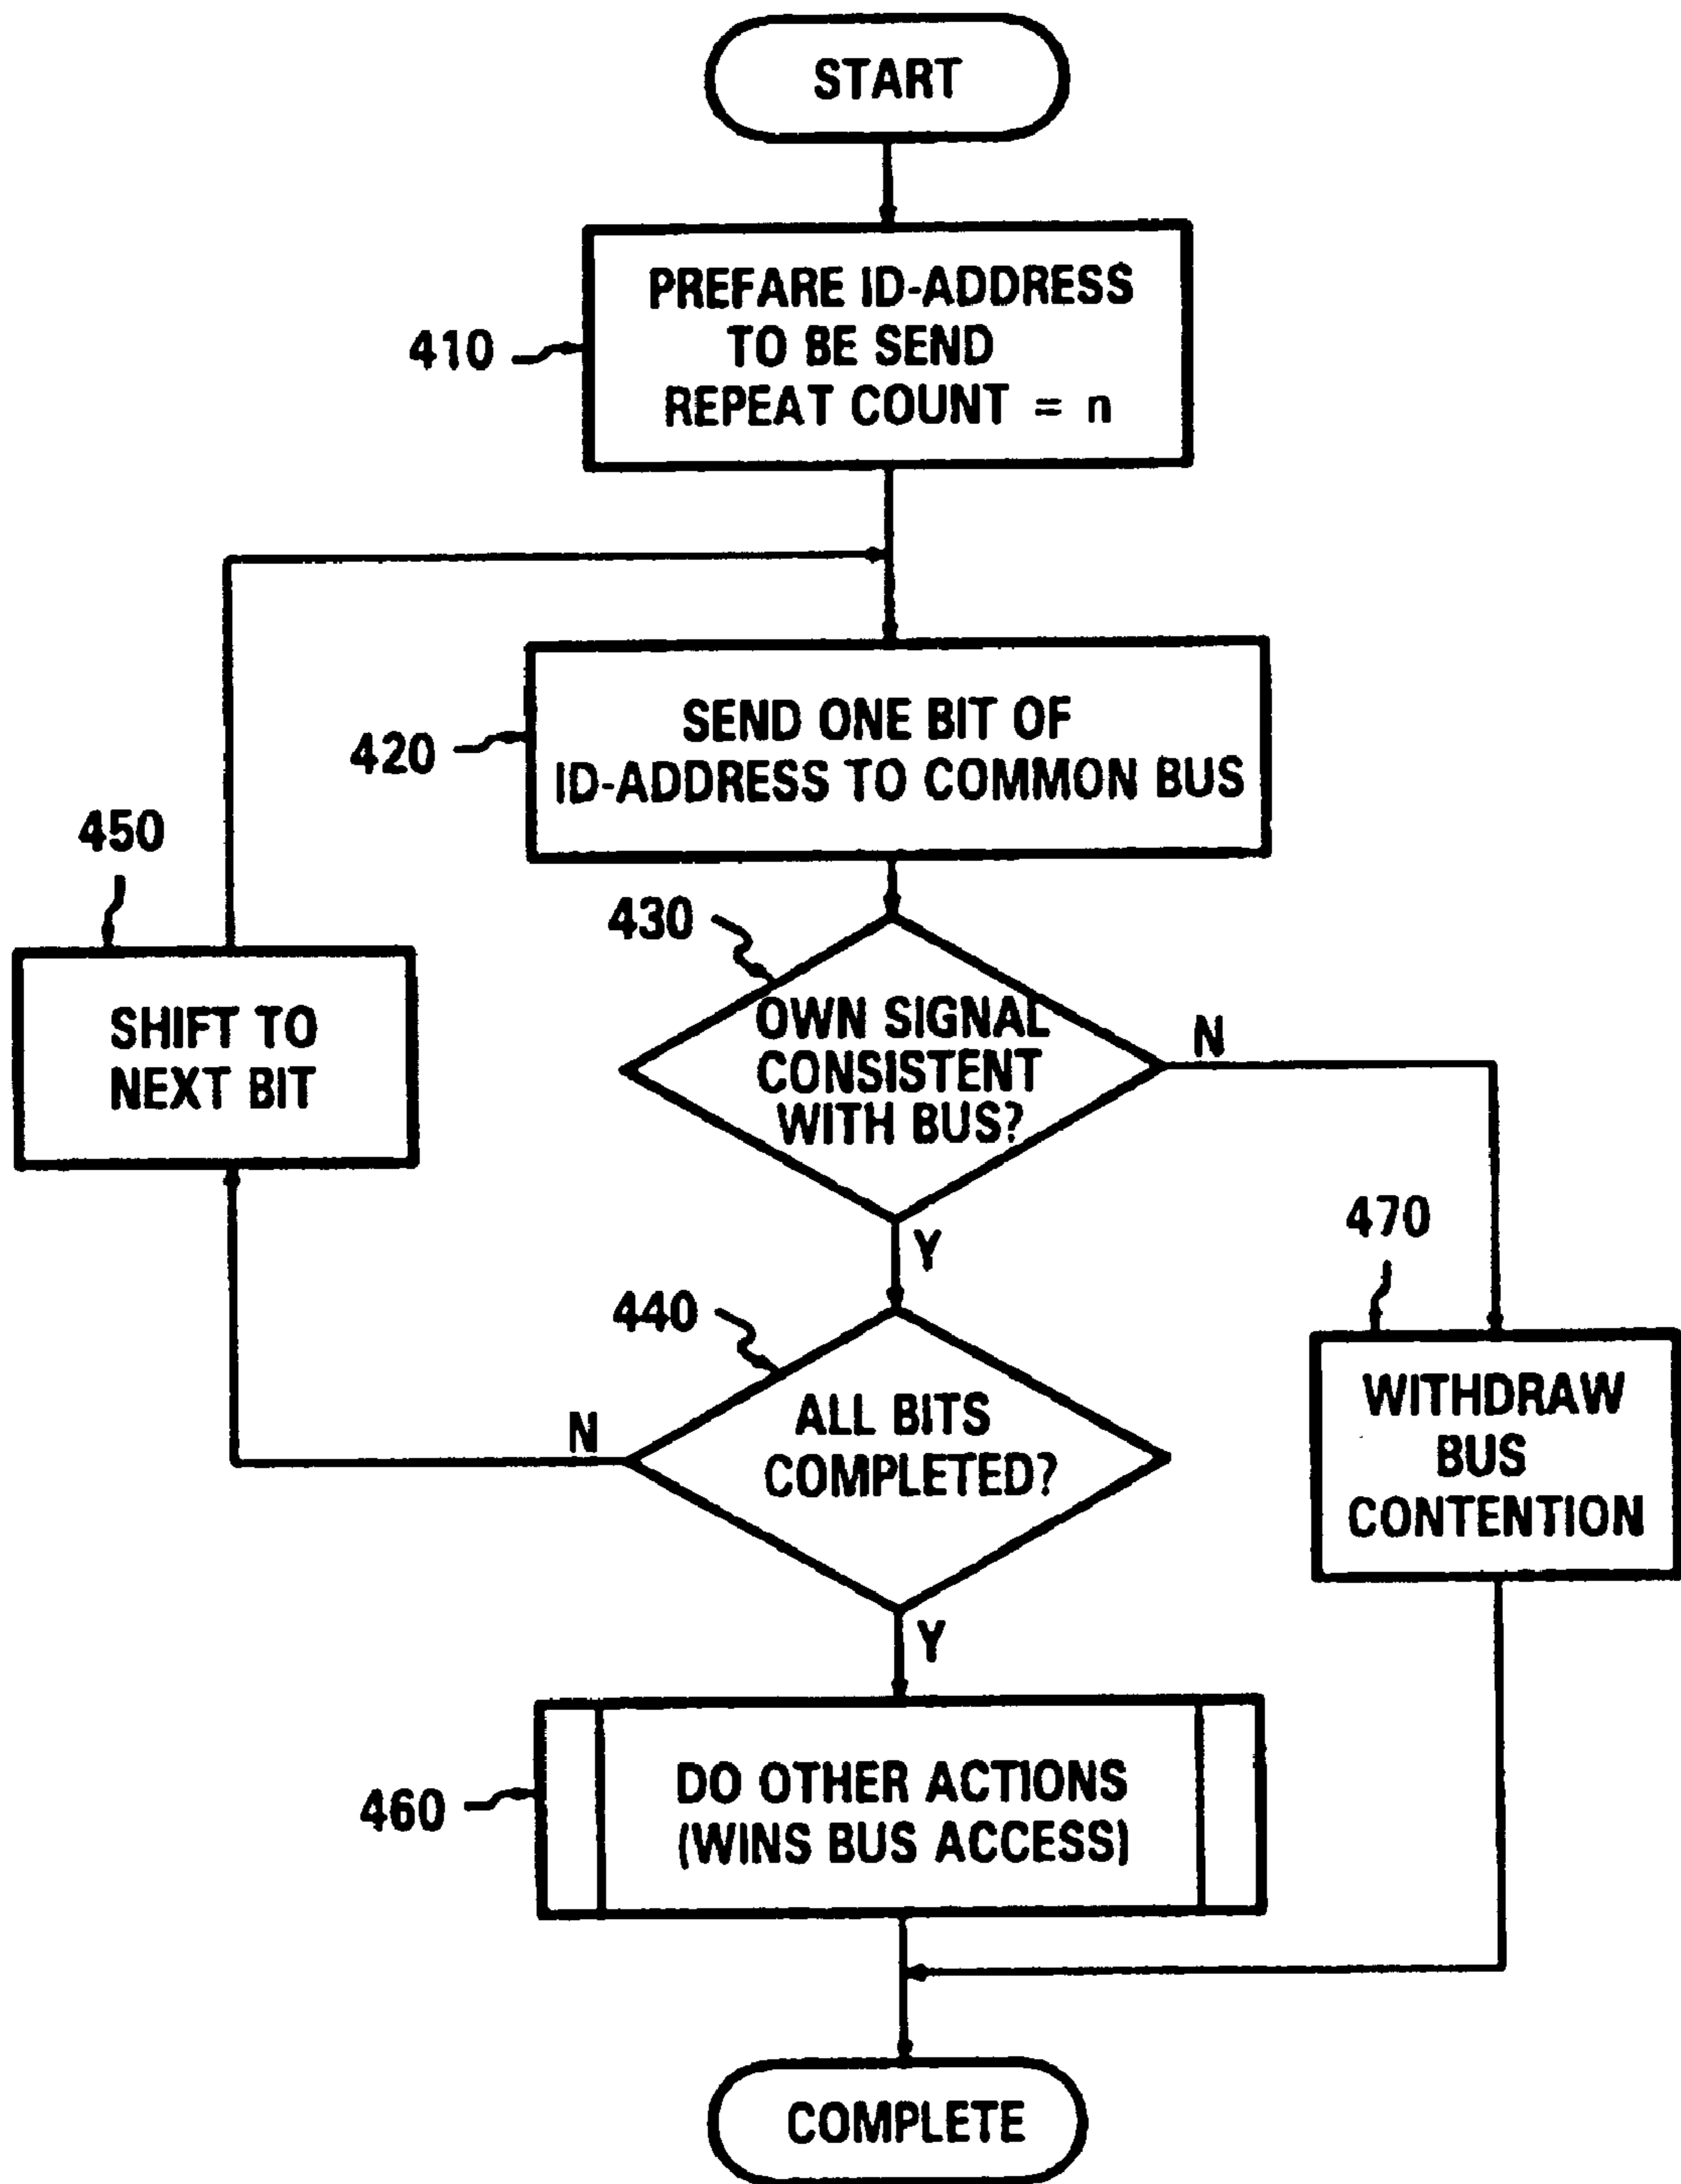 START
410
PREFARE ID-ADDRESS
TO BE SEND
REPEAT COUNT = n
420
SEND ONE BIT OF
ID-ADDRESS TO COMMON BUS
450
SHIFT TO
NEXT BIT
430
OWN SIGNAL
CONSISTENT
WITH BUS?
N
Y
440
ALL BITS
COMPLETED?
N
Y
470
WITHDRAW
BUS
CONTENTION
460
DO OTHER ACTIONS
(WINS BUS ACCESS)
COMPLETE